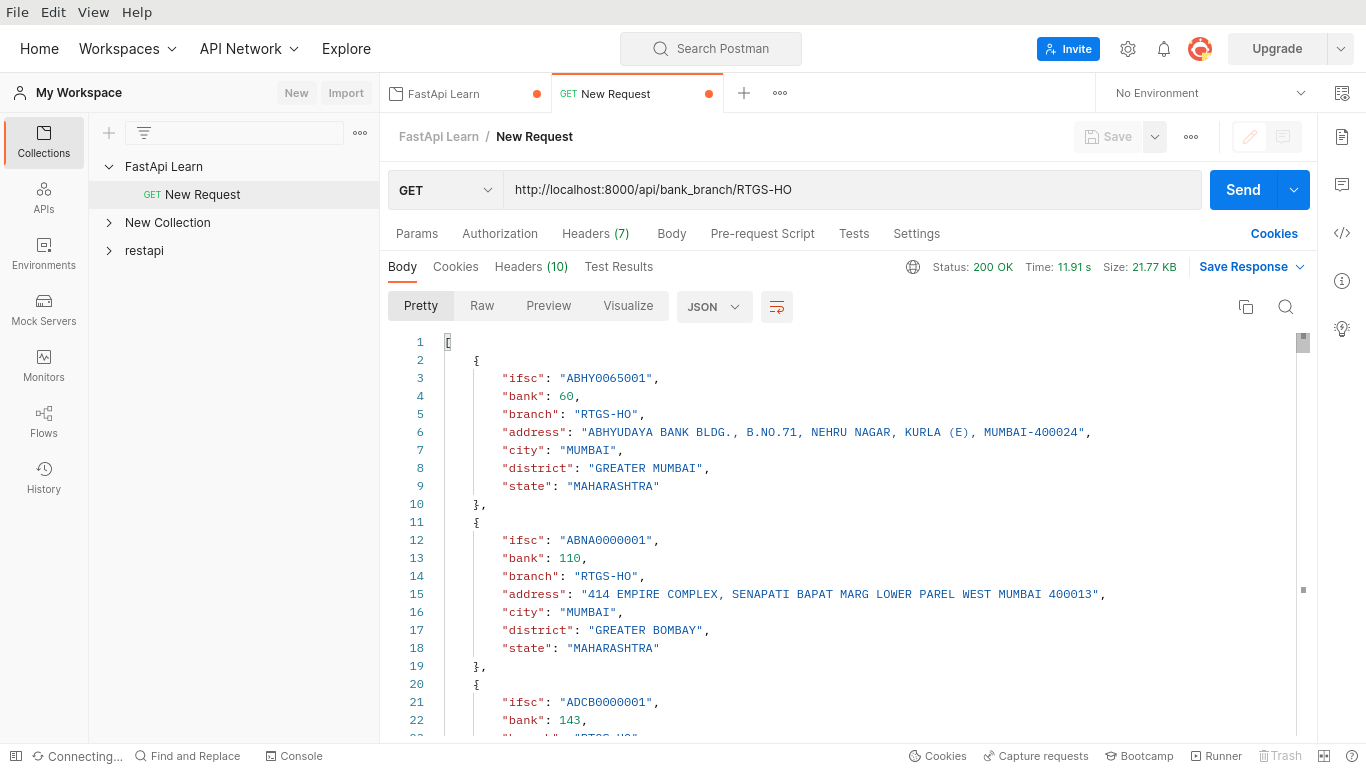 File Edit View Help
Home Workspaces API Network Explore Search Postman Invite Upgrade
My Workspace New Import FastApi Learn GET New Request No Environment
Collections
APIs
Environments
Mock Servers
Monitors
Flows
History
FastApi Learn
GET New Request
New Collection
restapi
FastApi Learn / New Request Save
GET http://localhost:8000/api/bank_branch/RTGS-HO Send
Params Authorization Headers (7) Body Pre-request Script Tests Settings Cookies
Body Cookies Headers (10) Test Results Status: 200 OK Time: 11.91 s Size: 21.77 KB Save Response
Pretty Raw Preview Visualize JSON
1 [
2 {
3 "ifsc": "ABHY0065001",
4 "bank": 60,
5 "branch": "RTGS-HO",
6 "address": "ABHYUDAYA BANK BLDG., B.NO.71, NEHRU NAGAR, KURLA (E), MUMBAI-400024",
7 "city": "MUMBAI",
8 "district": "GREATER MUMBAI",
9 "state": "MAHARASHTRA"
10 },
11 {
12 "ifsc": "ABNA0000001",
13 "bank": 110,
14 "branch": "RTGS-HO",
15 "address": "414 EMPIRE COMPLEX, SENAPATI BAPAT MARG LOWER PAREL WEST MUMBAI 400013",
16 "city": "MUMBAI",
17 "district": "GREATER BOMBAY",
18 "state": "MAHARASHTRA"
19 },
20 {
21 "ifsc": "ADCB0000001",
22 "bank": 143,
Connecting... Find and Replace Console Cookies Capture requests Bootcamp Runner Trash